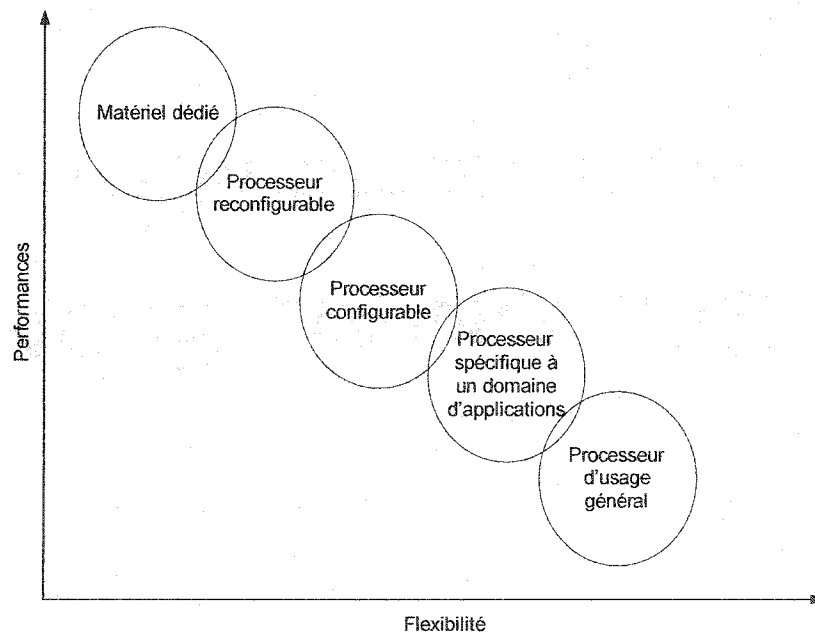 Matériel dédié
Processeur
reconfigurable
Processeur
configurable
Processeur
spécifique à
un domaine
d'applications
Processeur
d'usage
général
Performances
Flexibilité